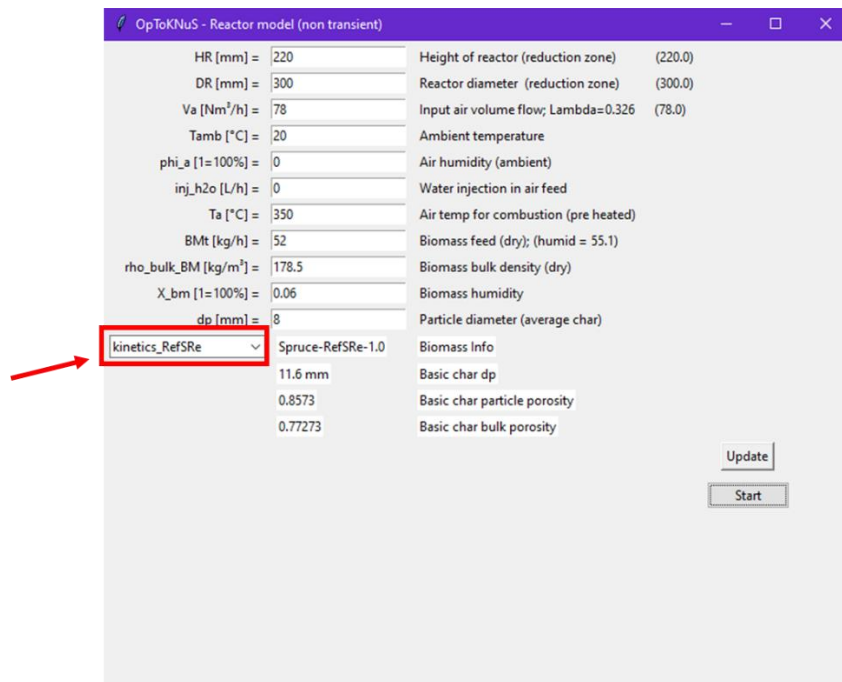 OpToKNuS - Reactor model (non transient)
HR [mm] = 220 Height of reactor (reduction zone) (220.0)
DR [mm] = 300 Reactor diameter  (reduction zone) (300.0)
Va [Nm³/h] = 78 Input air volume flow; Lambda=0.326 (78.0)
Tamb [°C] = 20 Ambient temperature
phi_a [1=100%] = 0 Air humidity (ambient)
inj_h2o [L/h] = 0 Water injection in air feed
Ta [°C] = 350 Air temp for combustion (pre heated)
BMt [kg/h] = 52 Biomass feed (dry); (humid = 55.1)
rho_bulk_BM [kg/m³] = 178.5 Biomass bulk density (dry)
X_bm [1=100%] = 0.06 Biomass humidity
dp [mm] = 8 Particle diameter (average char)
kinetics_RefSRe Spruce-RefSRe-1.0 Biomass Info
11.6 mm Basic char dp
0.8573 Basic char particle porosity
0.77273 Basic char bulk porosity
Update
Start